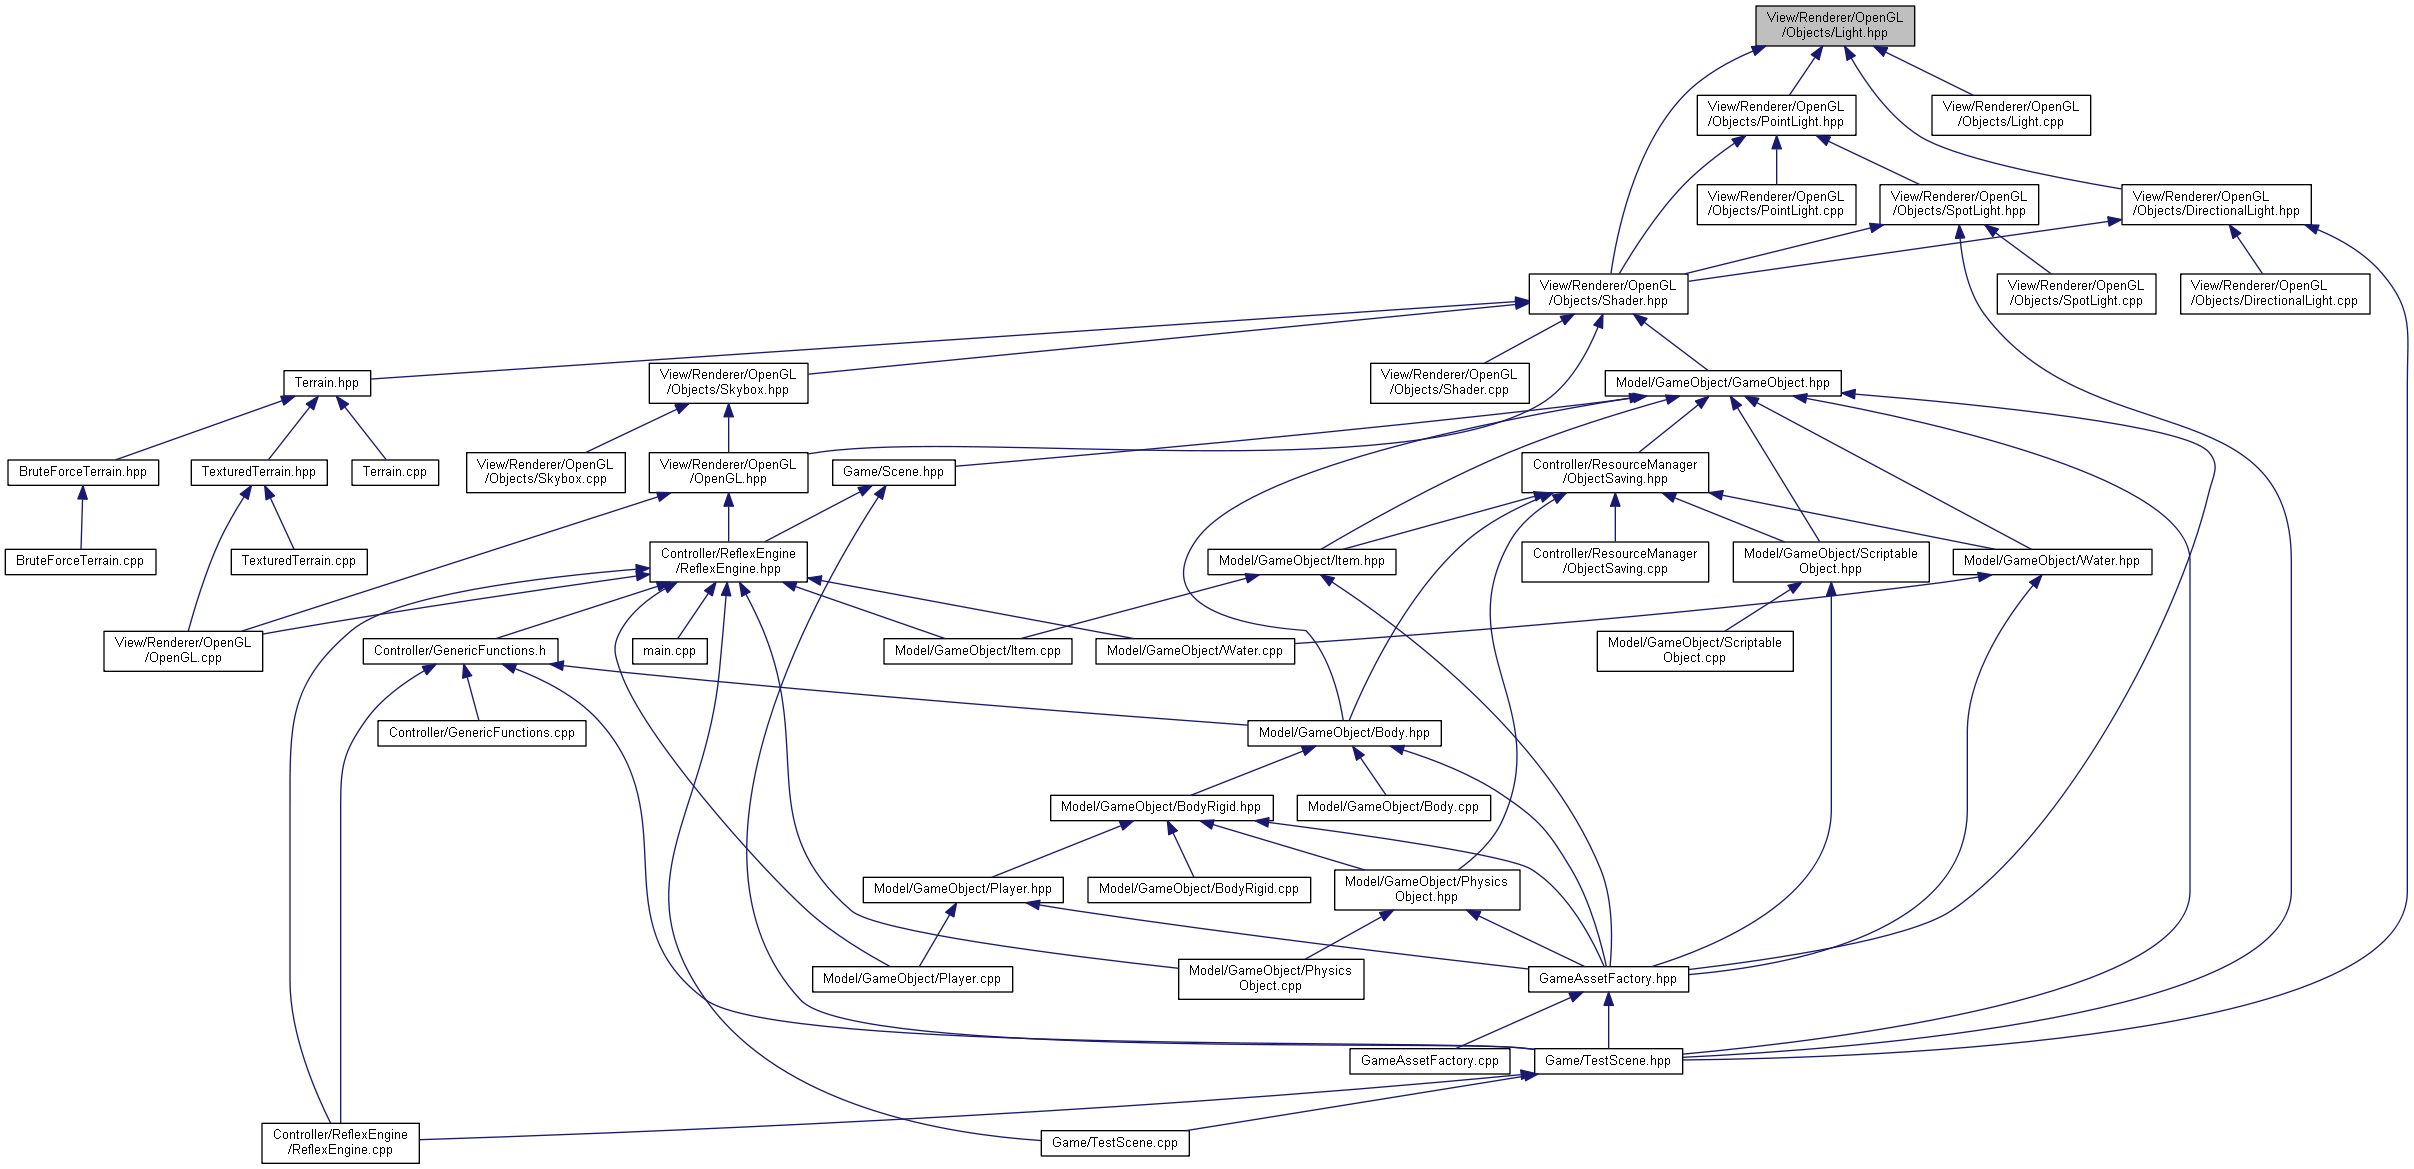 View/Renderer/OpenGL
/Objects/Light.hpp
View/Renderer/OpenGL
/Objects/PointLight.hpp
View/Renderer/OpenGL
/Objects/Light.cpp
View/Renderer/OpenGL
/Objects/PointLight.cpp
View/Renderer/OpenGL
/Objects/SpotLight.hpp
View/Renderer/OpenGL
/Objects/DirectionalLight.hpp
View/Renderer/OpenGL
/Objects/Shader.hpp
View/Renderer/OpenGL
/Objects/SpotLight.cpp
View/Renderer/OpenGL
/Objects/DirectionalLight.cpp
Terrain.hpp
View/Renderer/OpenGL
/Objects/Skybox.hpp
View/Renderer/OpenGL
/Objects/Shader.cpp
Model/GameObject/GameObject.hpp
BruteForceTerrain.hpp
TexturedTerrain.hpp
Terrain.cpp
View/Renderer/OpenGL
/Objects/Skybox.cpp
View/Renderer/OpenGL
/OpenGL.hpp
Game/Scene.hpp
Controller/ResourceManager
/ObjectSaving.hpp
BruteForceTerrain.cpp
TexturedTerrain.cpp
Controller/ReflexEngine
/ReflexEngine.hpp
Model/GameObject/Item.hpp
Controller/ResourceManager
/ObjectSaving.cpp
Model/GameObject/Scriptable
Object.hpp
Model/GameObject/Water.hpp
View/Renderer/OpenGL
/OpenGL.cpp
Controller/GenericFunctions.h
main.cpp
Model/GameObject/Item.cpp
Model/GameObject/Water.cpp
Model/GameObject/Scriptable
Object.cpp
Controller/GenericFunctions.cpp
Model/GameObject/Body.hpp
Model/GameObject/BodyRigid.hpp
Model/GameObject/Body.cpp
Model/GameObject/Player.hpp
Model/GameObject/BodyRigid.cpp
Model/GameObject/Physics
Object.hpp
Model/GameObject/Player.cpp
Model/GameObject/Physics
Object.cpp
GameAssetFactory.hpp
GameAssetFactory.cpp
Game/TestScene.hpp
Controller/ReflexEngine
/ReflexEngine.cpp
Game/TestScene.cpp